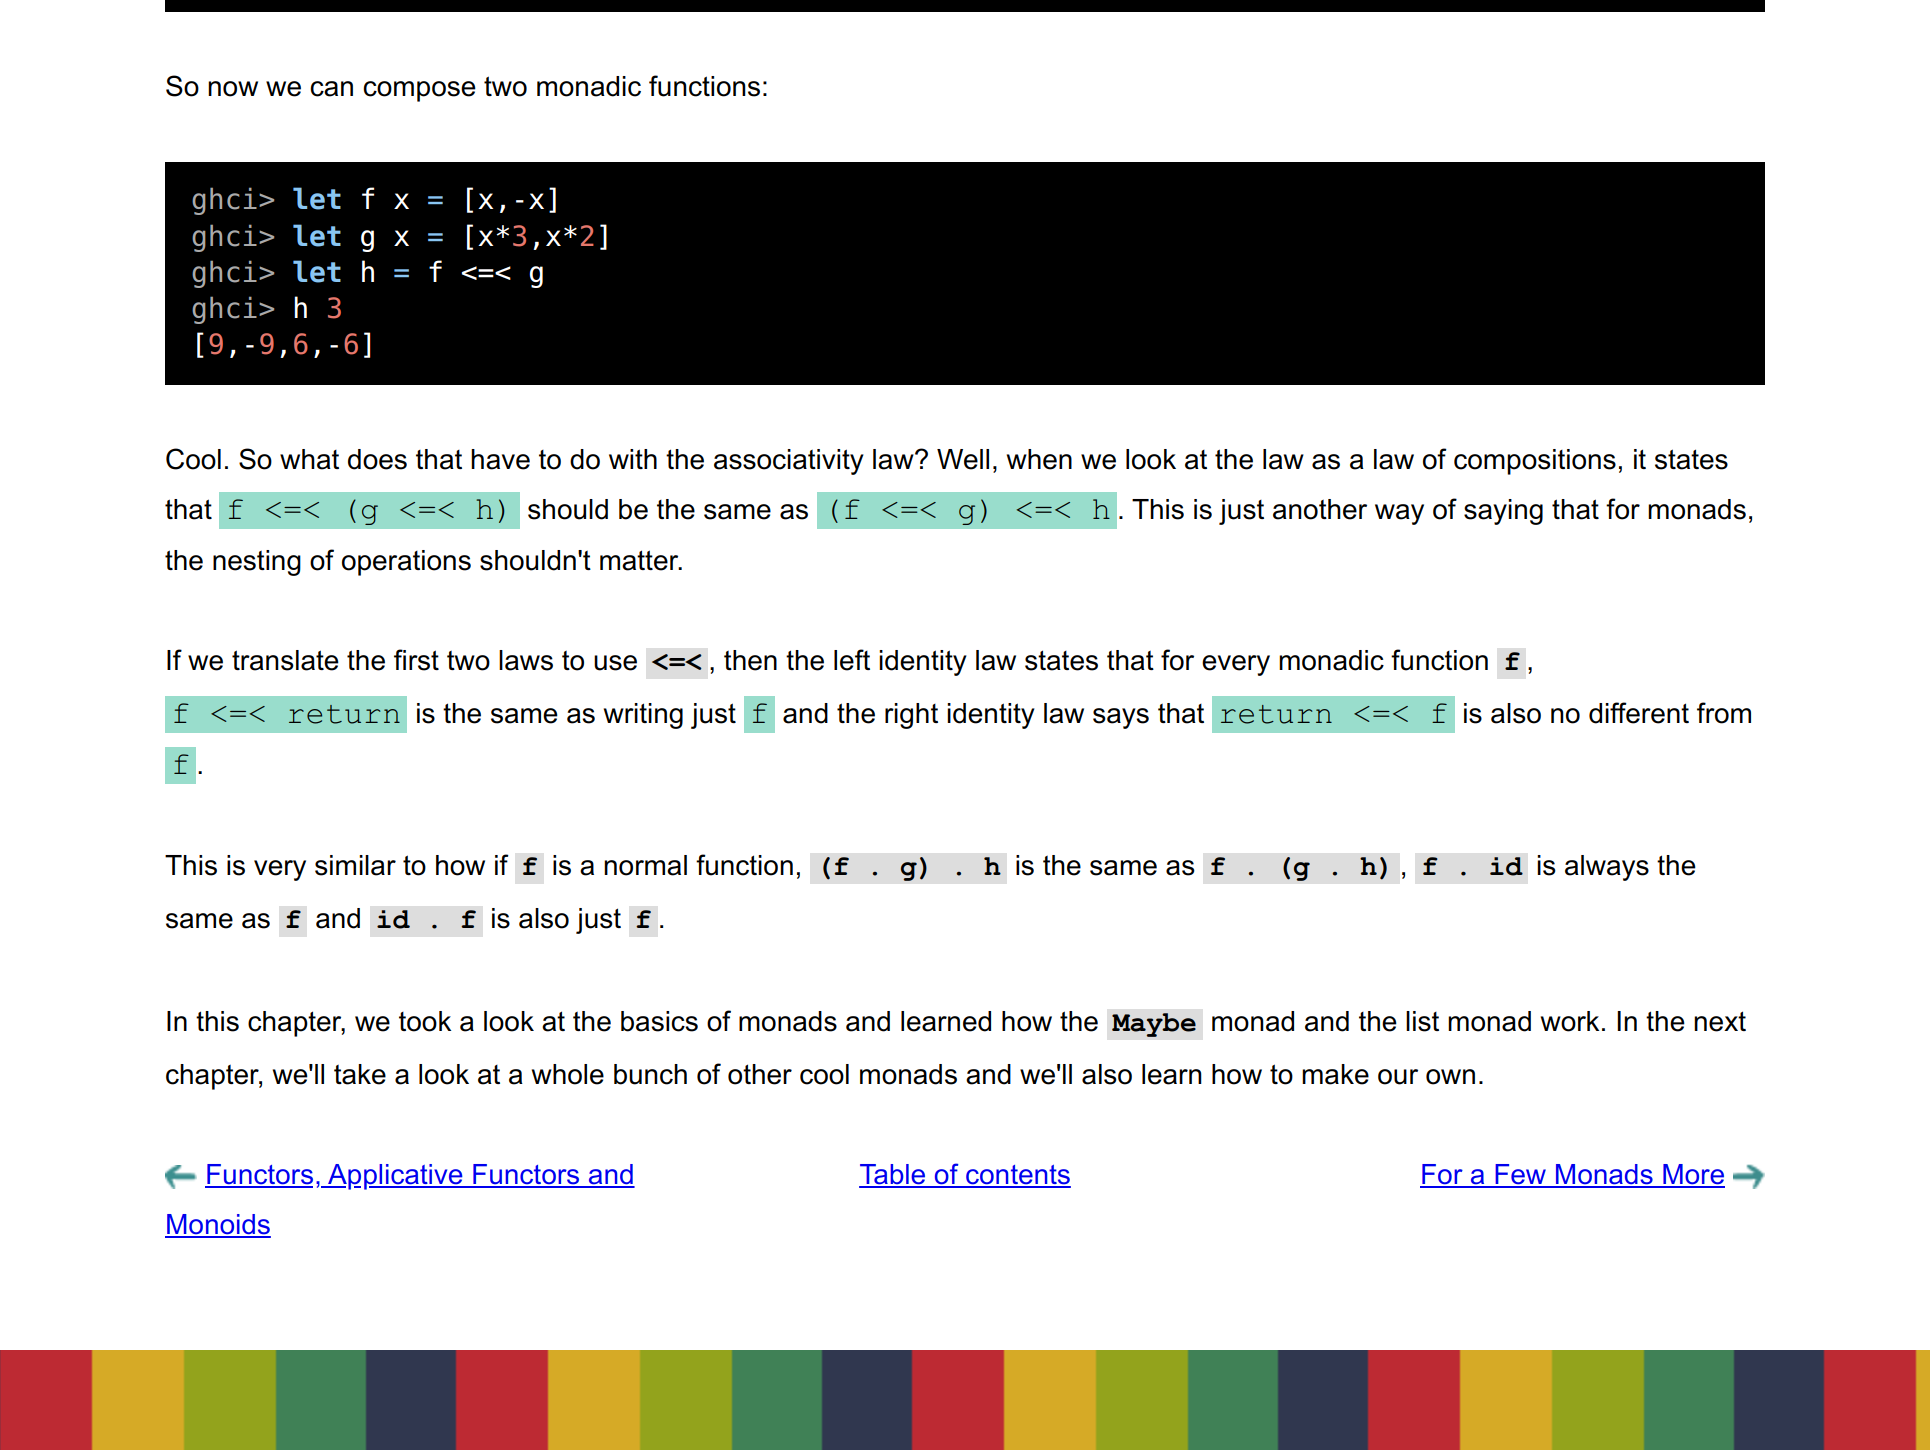 So now we can compose two monadic functions:
ghci> let f x = [x,-x]
ghci> let g x = [x*3,x*2]
ghci> let h = f <=< g
ghci> h 3
[9,-9,6,-6]
Cool. So what does that have to do with the associativity law? Well, when we look at the law as a law of compositions, it states
that f <=< (g <=< h) should be the same as (f <=< g) <=< h. This is just another way of saying that for monads,
the nesting of operations shouldn't matter.
If we translate the first two laws to use <=<, then the left identity law states that for every monadic function f,
f <=< return is the same as writing just f and the right identity law says that return <=< f is also no different from
f.
This is very similar to how if f is a normal function, (f . g) . h is the same as f . (g . h), f . id is always the
same as f and id . f is also just f.
In this chapter, we took a look at the basics of monads and learned how the Maybe monad and the list monad work. In the next
chapter, we'll take a look at a whole bunch of other cool monads and we'll also learn how to make our own.
Functors, Applicative Functors and
Monoids
Table of contents
For a Few Monads More